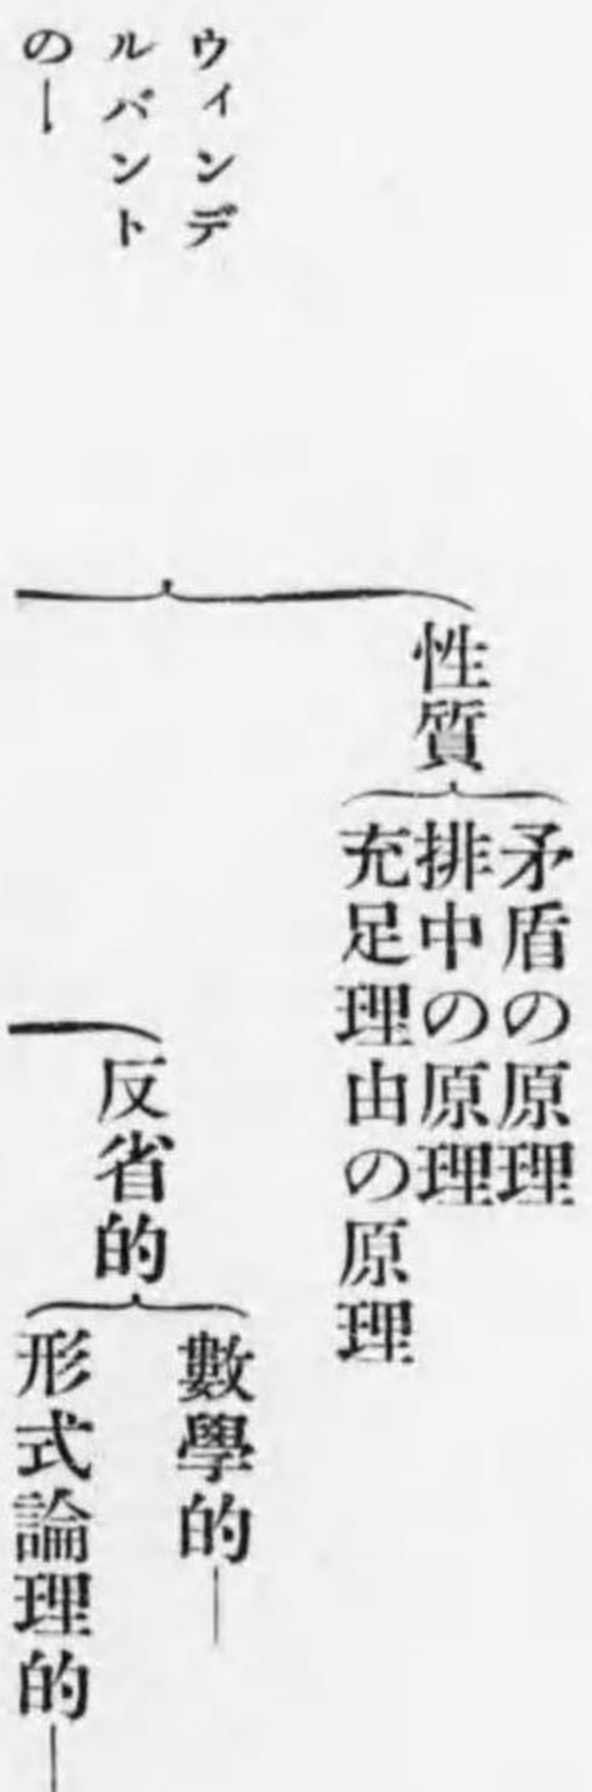 矛盾の原理
排中の原理
充足理由の原理
性質
ウィンデ
ルバント
の―
數學的―
形式論理的―
反省的